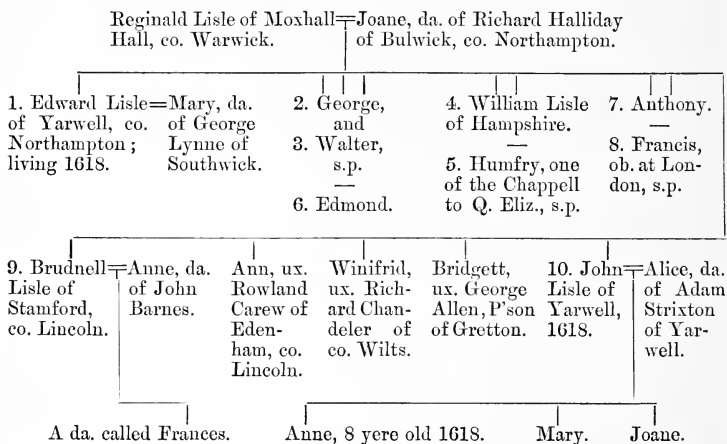 Reginald Lisle of Moxhall Hall, co. Warwick.
Joane, da. of Richard Halliday of Bulwick, co. Northampton.
1. Edward Lisle=
of Yarwell, co.
Northampton ;
living 1618.
Mary, da.
of George
Lynne of
Southwick.
2. George,
and
3. Walter,
s.p.
—
6. Edmond.
4. William Lisle
of Hampshire.
—
5. Humfry, one
of the Chappell
to Q. Eliz., s.p.
7. Anthony.
—
8. Francis,
ob. at Lon-
don, s.p.
9. Brudnell=
Lisle of
Stamford,
co. Lincoln.
Anne, da.
of John
Barnes.
Ann, ux.
Rowland
Carew of
Eden-
ham, co.
Lincoln.
Winifrid,
ux. Rich-
ard Chan-
deler of
co. Wilts.
Bridgett,
ux. George
Allen, P'son
of Gretton.
10. John=
Lisle of
Yarwell,
1618.
Alice, da.
of Adam
Strixton
of Yar-
well.
A da. called Frances.
Anne, 8 yere old 1618.
Mary.
Joane.